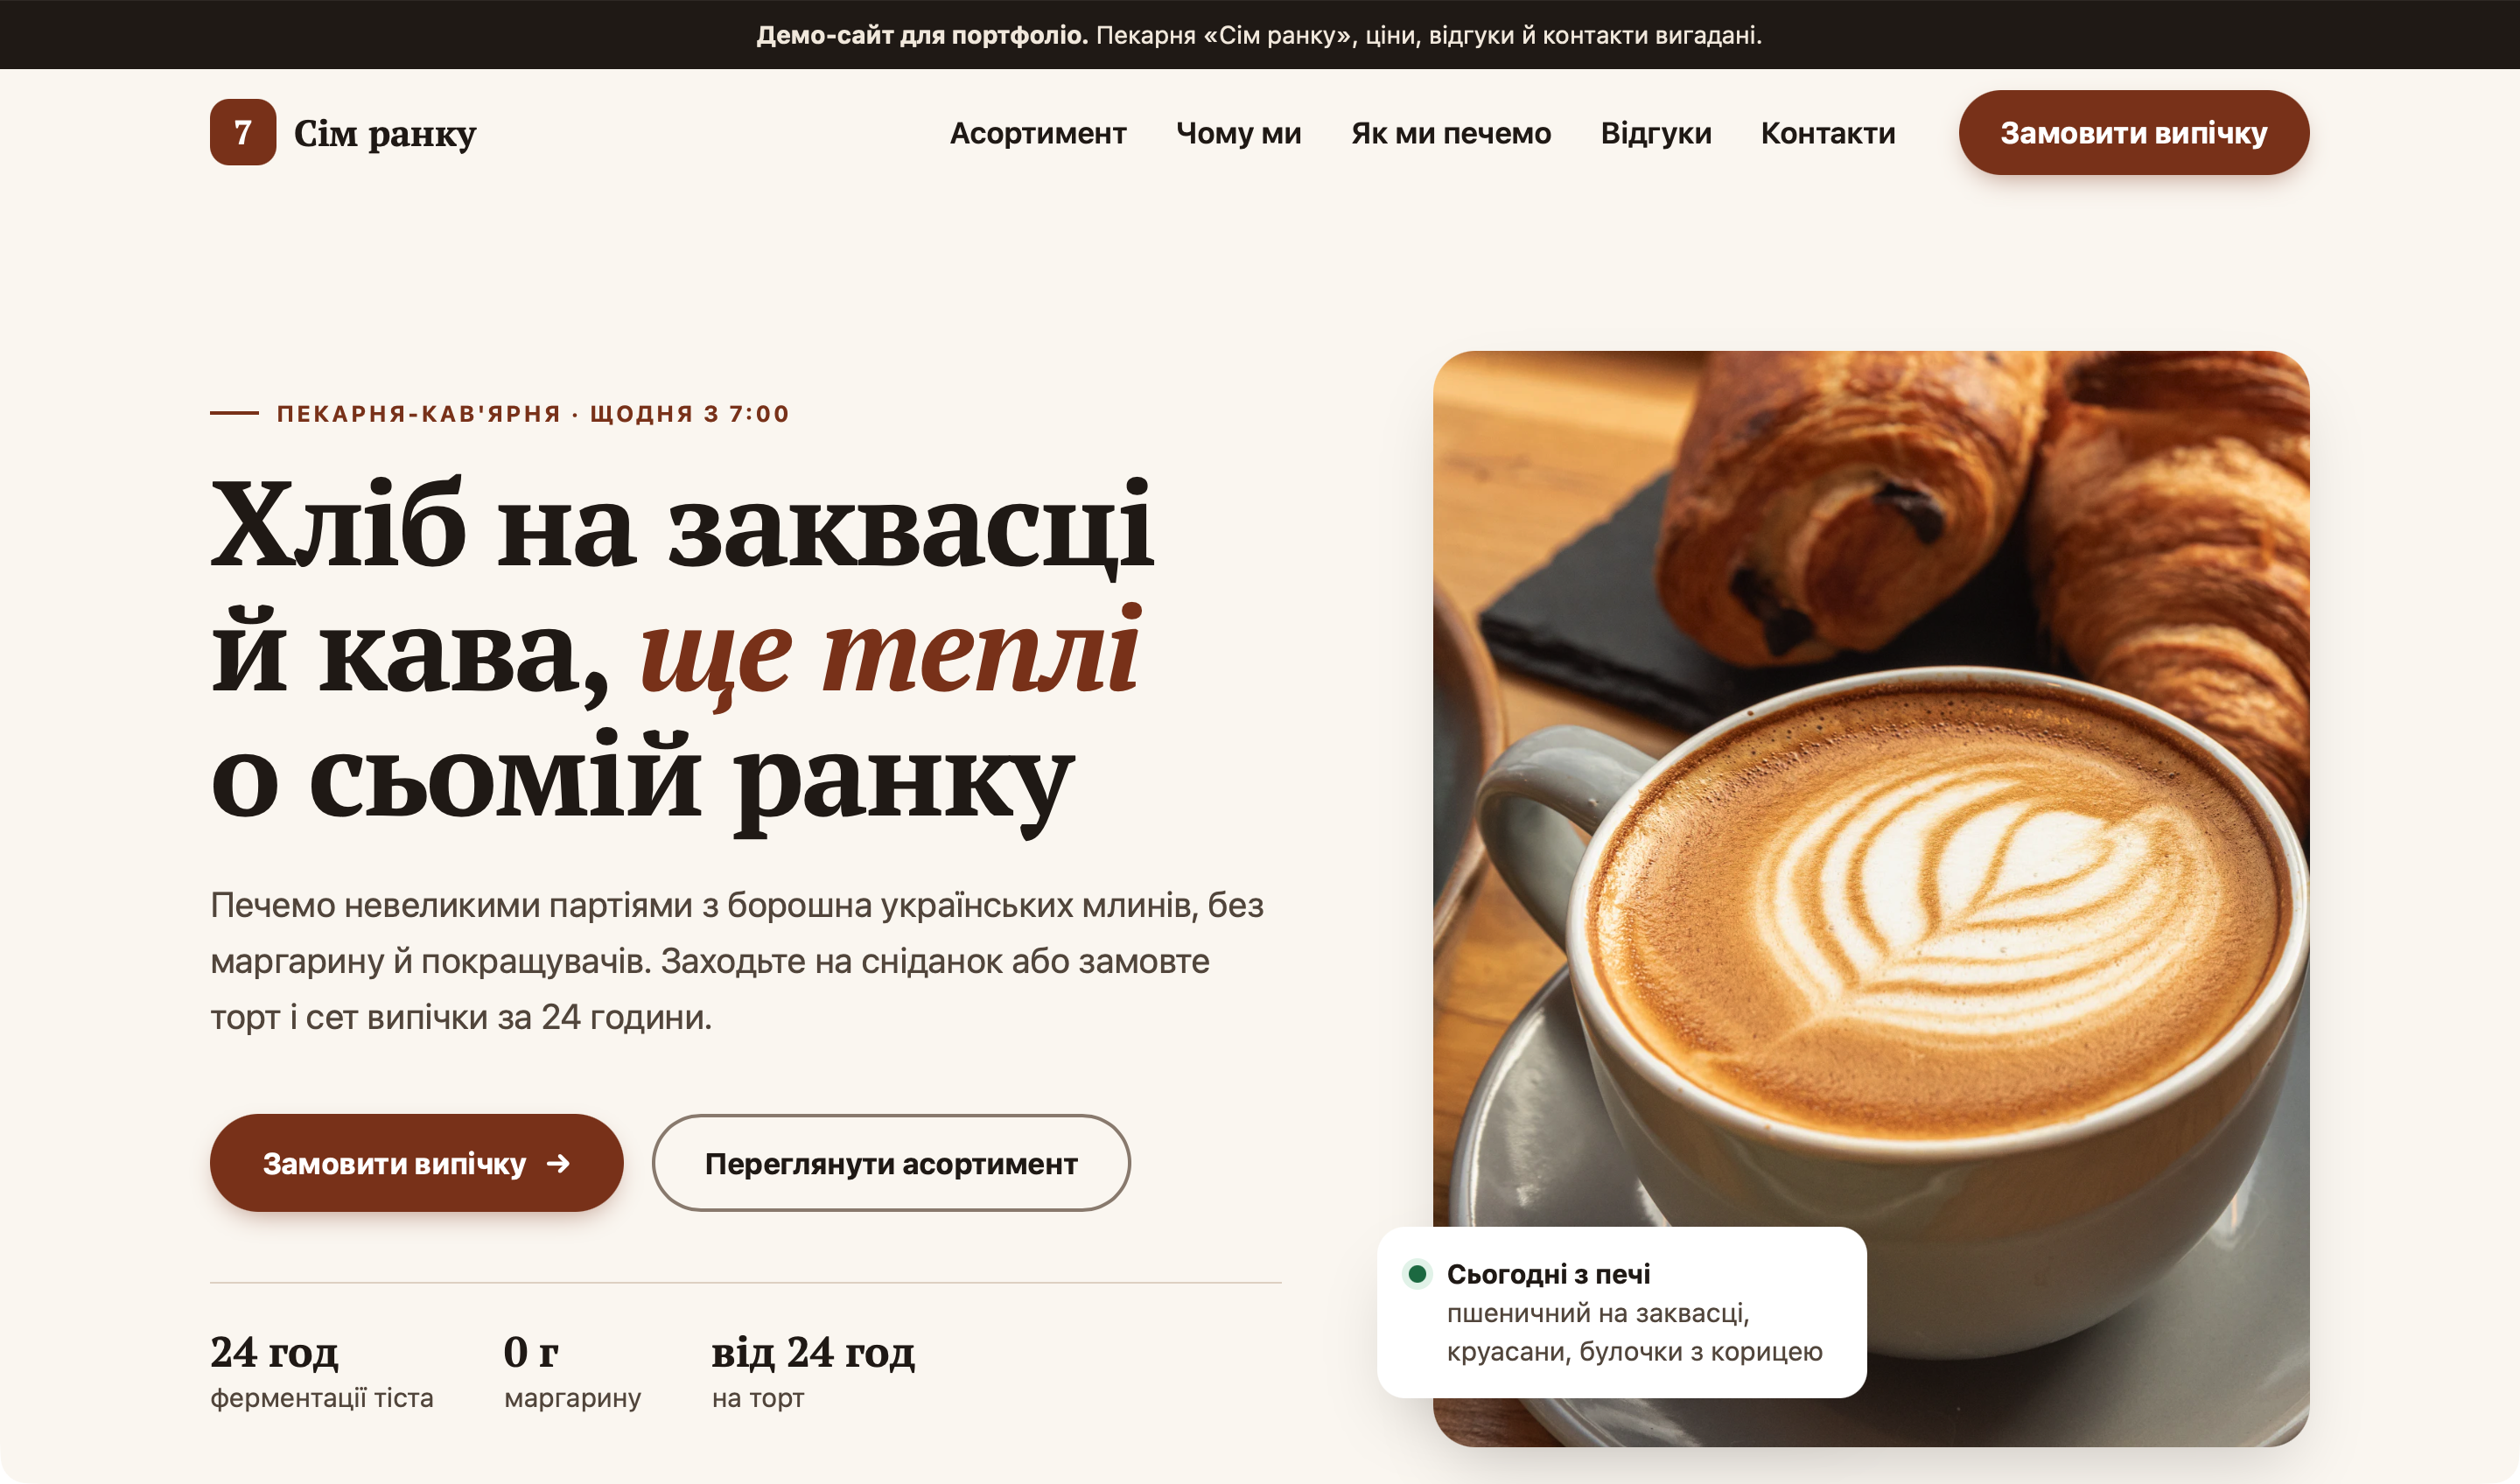 Демо-сайт для портфоліо. Пекарня «Сім ранку», ціни, відгуки й контакти вигадані.
7 Сім ранку
Асортимент Чому ми Як ми печемо Відгуки Контакти Замовити випічку
ПЕКАРНЯ-КАВ'ЯРНЯ · ЩОДНЯ З 7:00
Хліб на заквасці
й кава, ще теплі
о сьомій ранку
Печемо невеликими партіями з борошна українських млинів, без
маргарину й покращувачів. Заходьте на сніданок або замовте
торт і сет випічки за 24 години.
Замовити випічку → Переглянути асортимент
24 год
ферментації тіста
0 г
маргарину
від 24 год
на торт
Сьогодні з печі
пшеничний на заквасці,
круасани, булочки з корицею